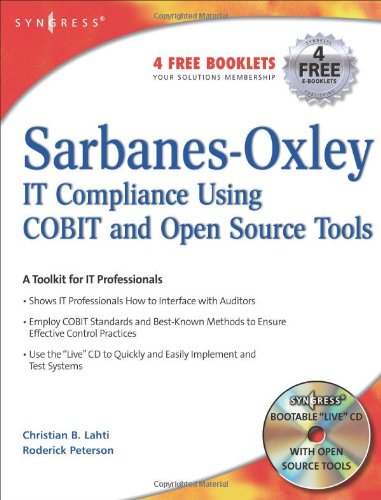 SYNGRESS®
4 FREE BOOKLETS
YOUR SOLUTIONS MEMBERSHIP
4
FREE
E-BOOKLETS
Sarbanes-Oxley
IT Compliance Using
COBIT and Open Source Tools
A Toolkit for IT Professionals
• Shows IT Professionals How to Interface with Auditors
• Employ COBIT Standards and Best-Known Methods to Ensure
Effective Control Practices
• Use the "Live" CD to Quickly and Easily Implement and
Test Systems
Christian B. Lahti
Roderick Peterson
SYNGRESS®
BOOTABLE "LIVE" CD
WITH OPEN
SOURCE TOOLS